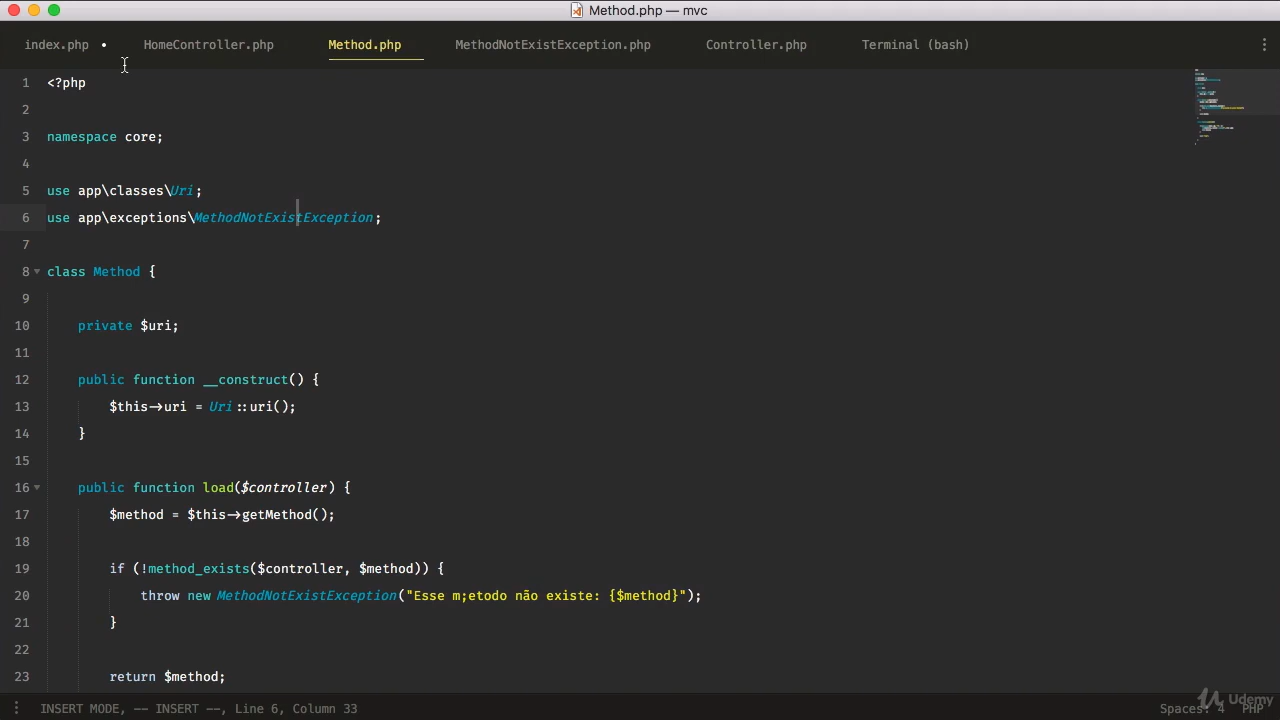 Method.php — mvc
index.php HomeController.php Method.php MethodNotExistException.php Controller.php Terminal (bash)
1 <?php
2
3 namespace core;
4
5 use app\classes\Uri;
6 use app\exceptions\MethodNotExistException;
7
8 class Method {
9
10 private $uri;
11
12 public function __construct() {
13 $this->uri = Uri::uri();
14 }
15
16 public function load($controller) {
17 $method = $this->getMethod();
18
19 if (!method_exists($controller, $method)) {
20 throw new MethodNotExistException("Esse m;etodo não existe: {$method}");
21 }
22
23 return $method;
INSERT MODE, -- INSERT --, Line 6, Column 33 Spaces: 4 PHP
Udemy